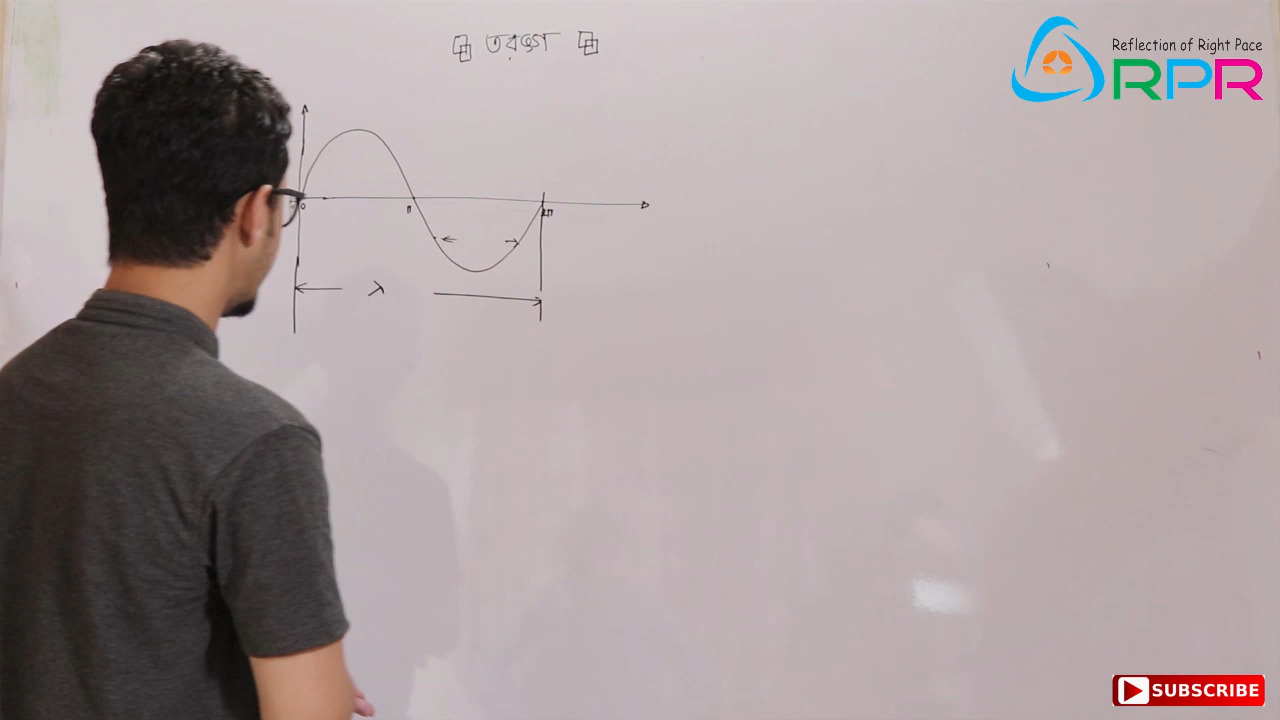 তরঙ্গ
Reflection of Right Pace
RPR
0
π
2π
λ
SUBSCRIBE